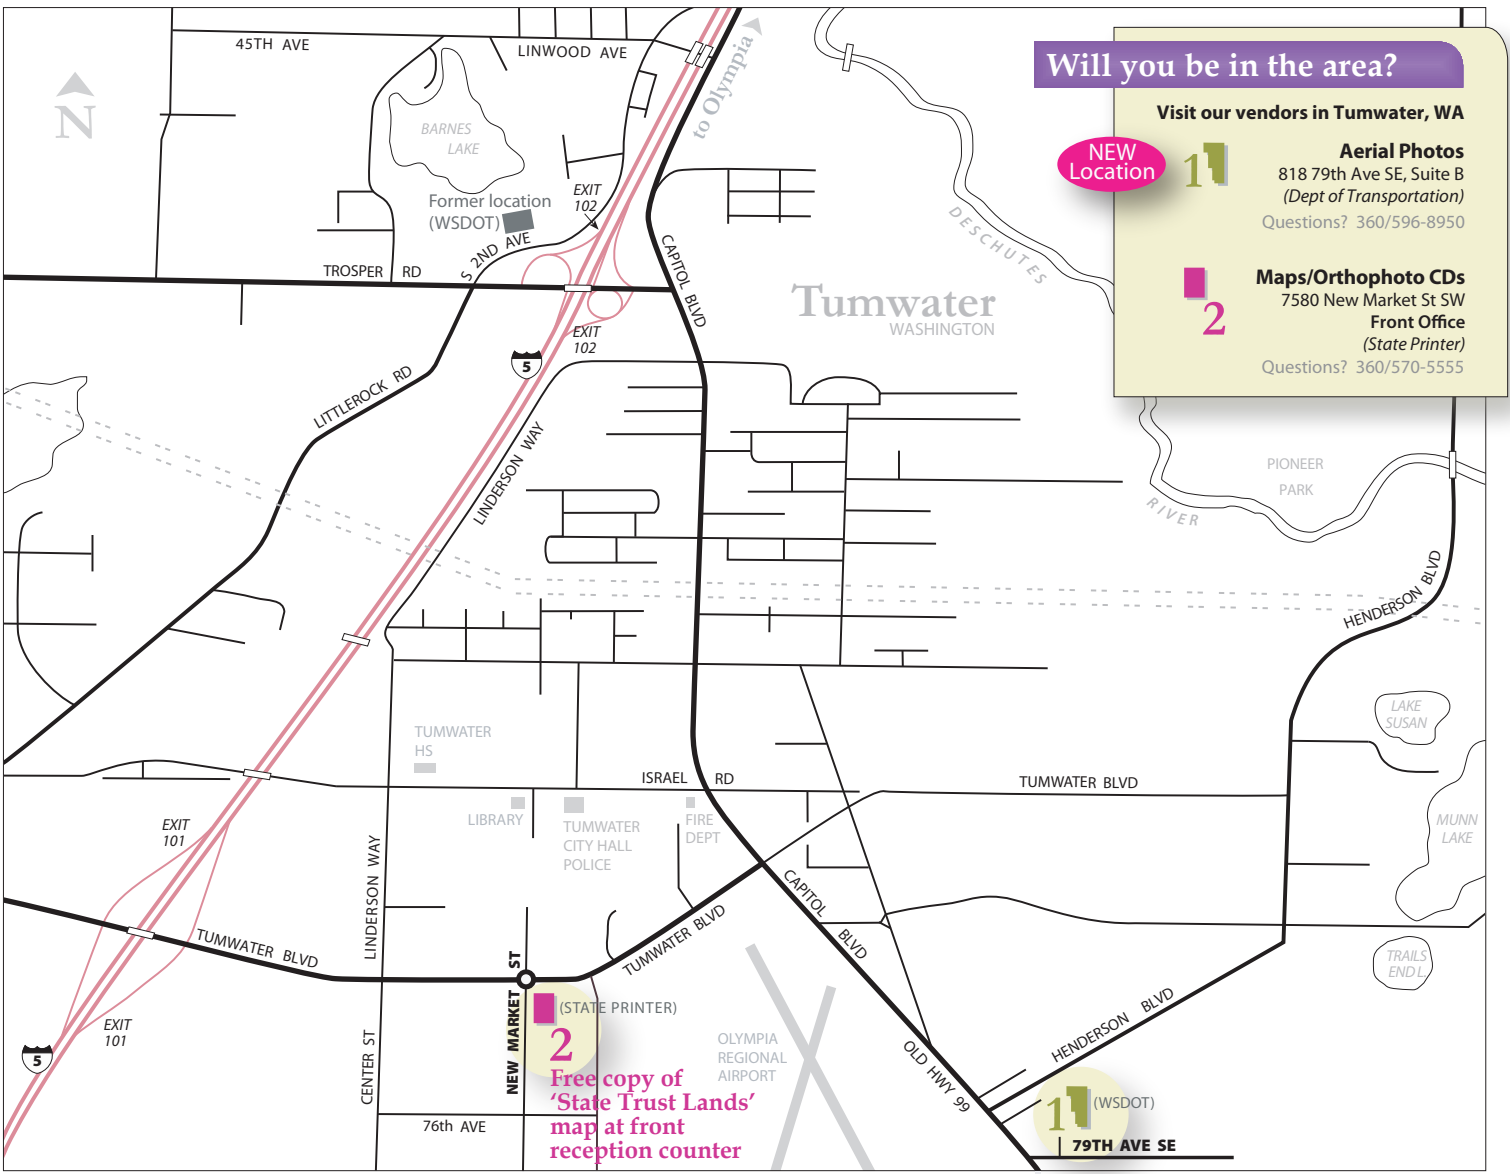 45TH AVE
LINWOOD AVE
to Olympia
N
BARNES
LAKE
Former location
(WSDOT)
EXIT
102
S 2ND AVE
TROSPER RD
CAPITOL BLVD
EXIT
102
5
LITTLEROCK RD
LINDERSON WAY
DESCHUTES
Tumwater
WASHINGTON
Will you be in the area?
Visit our vendors in Tumwater, WA
NEW
Location
1
Aerial Photos
818 79th Ave SE, Suite B
(Dept of Transportation)
Questions? 360/596-8950
2
Maps/Orthophoto CDs
7580 New Market St SW
Front Office
(State Printer)
Questions? 360/570-5555
PIONEER
PARK
RIVER
HENDERSON BLVD
LAKE
SUSAN
TUMWATER
HS
ISRAEL RD
TUMWATER BLVD
LIBRARY
TUMWATER
CITY HALL
POLICE
FIRE
DEPT
MUNN
LAKE
EXIT
101
LINDERSON WAY
CAPITOL BLVD
TUMWATER BLVD
TUMWATER BLVD
TRAILS
END L.
NEW MARKET ST
(STATE PRINTER)
2
Free copy of
‘State Trust Lands’
map at front
reception counter
EXIT
101
5
CENTER ST
76th AVE
OLYMPIA
REGIONAL
AIRPORT
OLD HWY 99
HENDERSON BLVD
1
(WSDOT)
79TH AVE SE